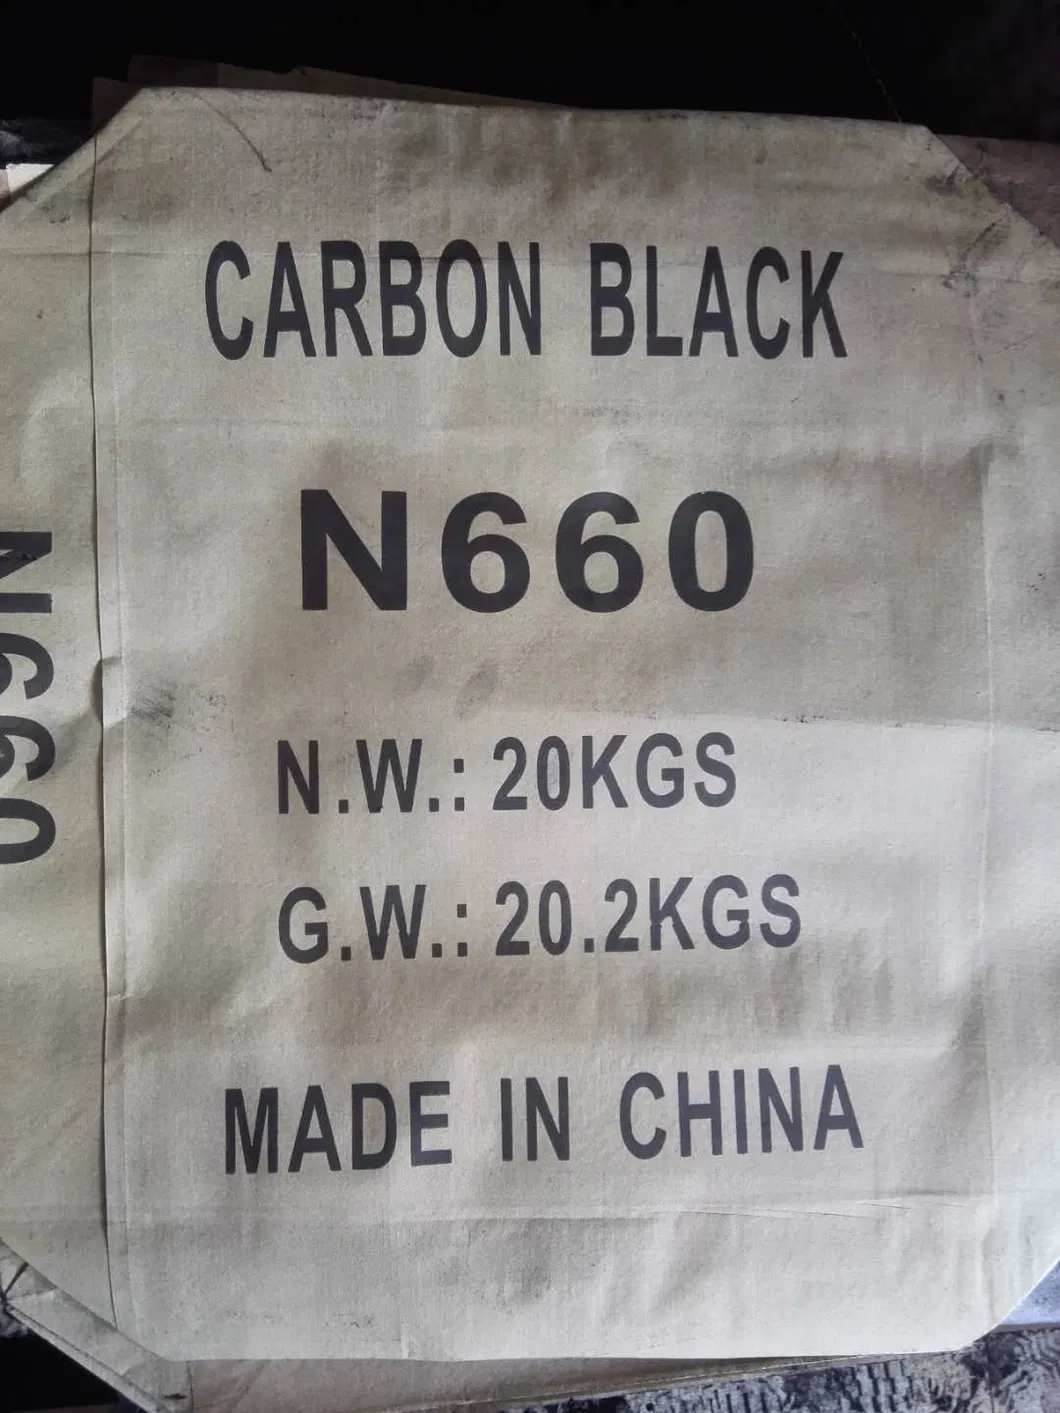 CARBON BLACK
N660
N.W.: 20KGS
G.W.: 20.2KGS
MADE IN CHINA
N660